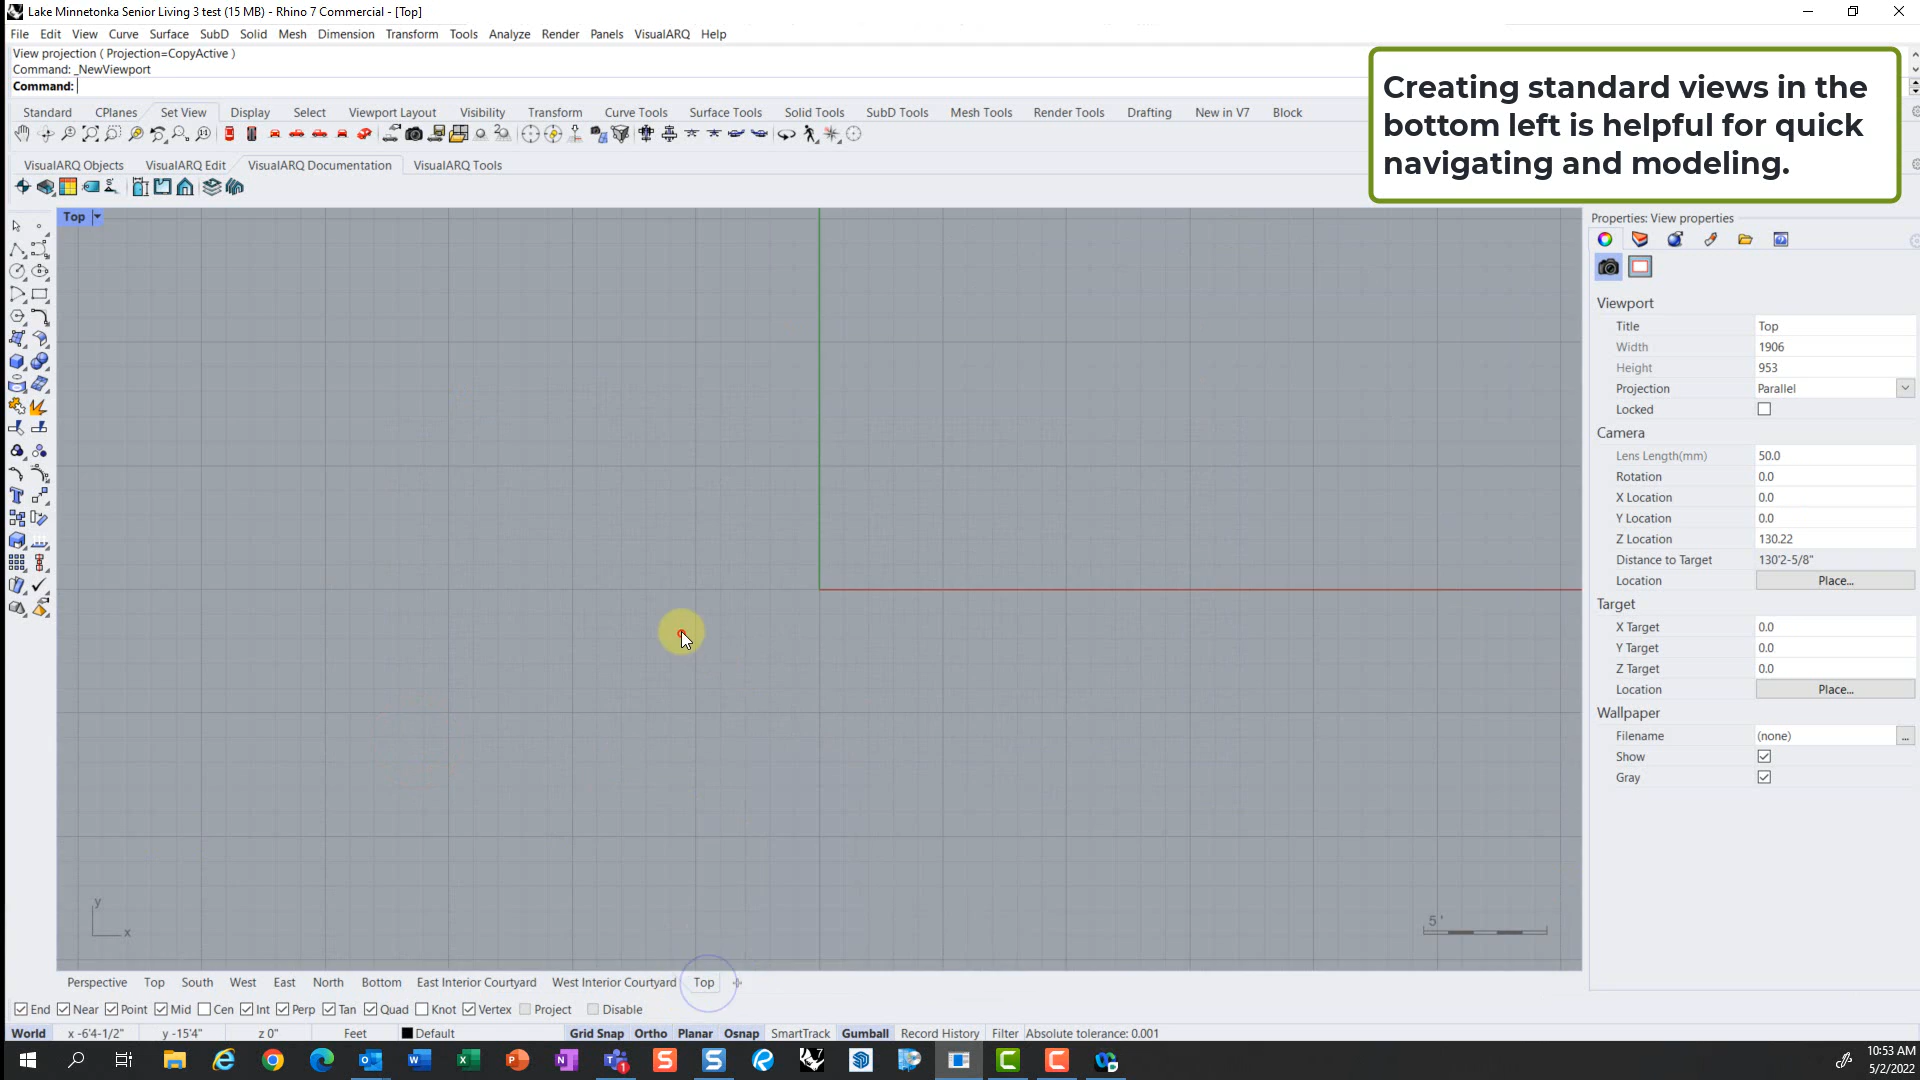 Lake Minnetonka Senior Living 3 test (15 MB) - Rhino 7 Commercial - [Top]
File Edit View Curve Surface SubD Solid Mesh Dimension Transform Tools Analyze Render Panels VisualARQ Help
View projection ( Projection=CopyActive )
Command: _NewViewport
Command:
Creating standard views in the
bottom left is helpful for quick
navigating and modeling.
Standard CPlanes Set View Display Select Viewport Layout Visibility Transform Curve Tools Surface Tools Solid Tools SubD Tools Mesh Tools Render Tools Drafting New in V7 Block
VisualARQ Objects VisualARQ Edit VisualARQ Documentation VisualARQ Tools
Top
Properties: View properties
Viewport
Title Top
Width 1906
Height 953
Projection Parallel
Locked
Camera
Lens Length(mm) 50.0
Rotation 0.0
X Location 0.0
Y Location 0.0
Z Location 130.22
Distance to Target 130'2-5/8"
Location Place...
Target
X Target 0.0
Y Target 0.0
Z Target 0.0
Location Place...
Wallpaper
Filename (none) ...
Show
Gray
y
x
5 '
Perspective Top South West East North Bottom East Interior Courtyard West Interior Courtyard Top
End Near Point Mid Cen Int Perp Tan Quad Knot Vertex Project Disable
World x -6'4-1/2" y -15'4" z 0" Feet Default Grid Snap Ortho Planar Osnap SmartTrack Gumball Record History Filter Absolute tolerance: 0.001
10:53 AM
5/2/2022